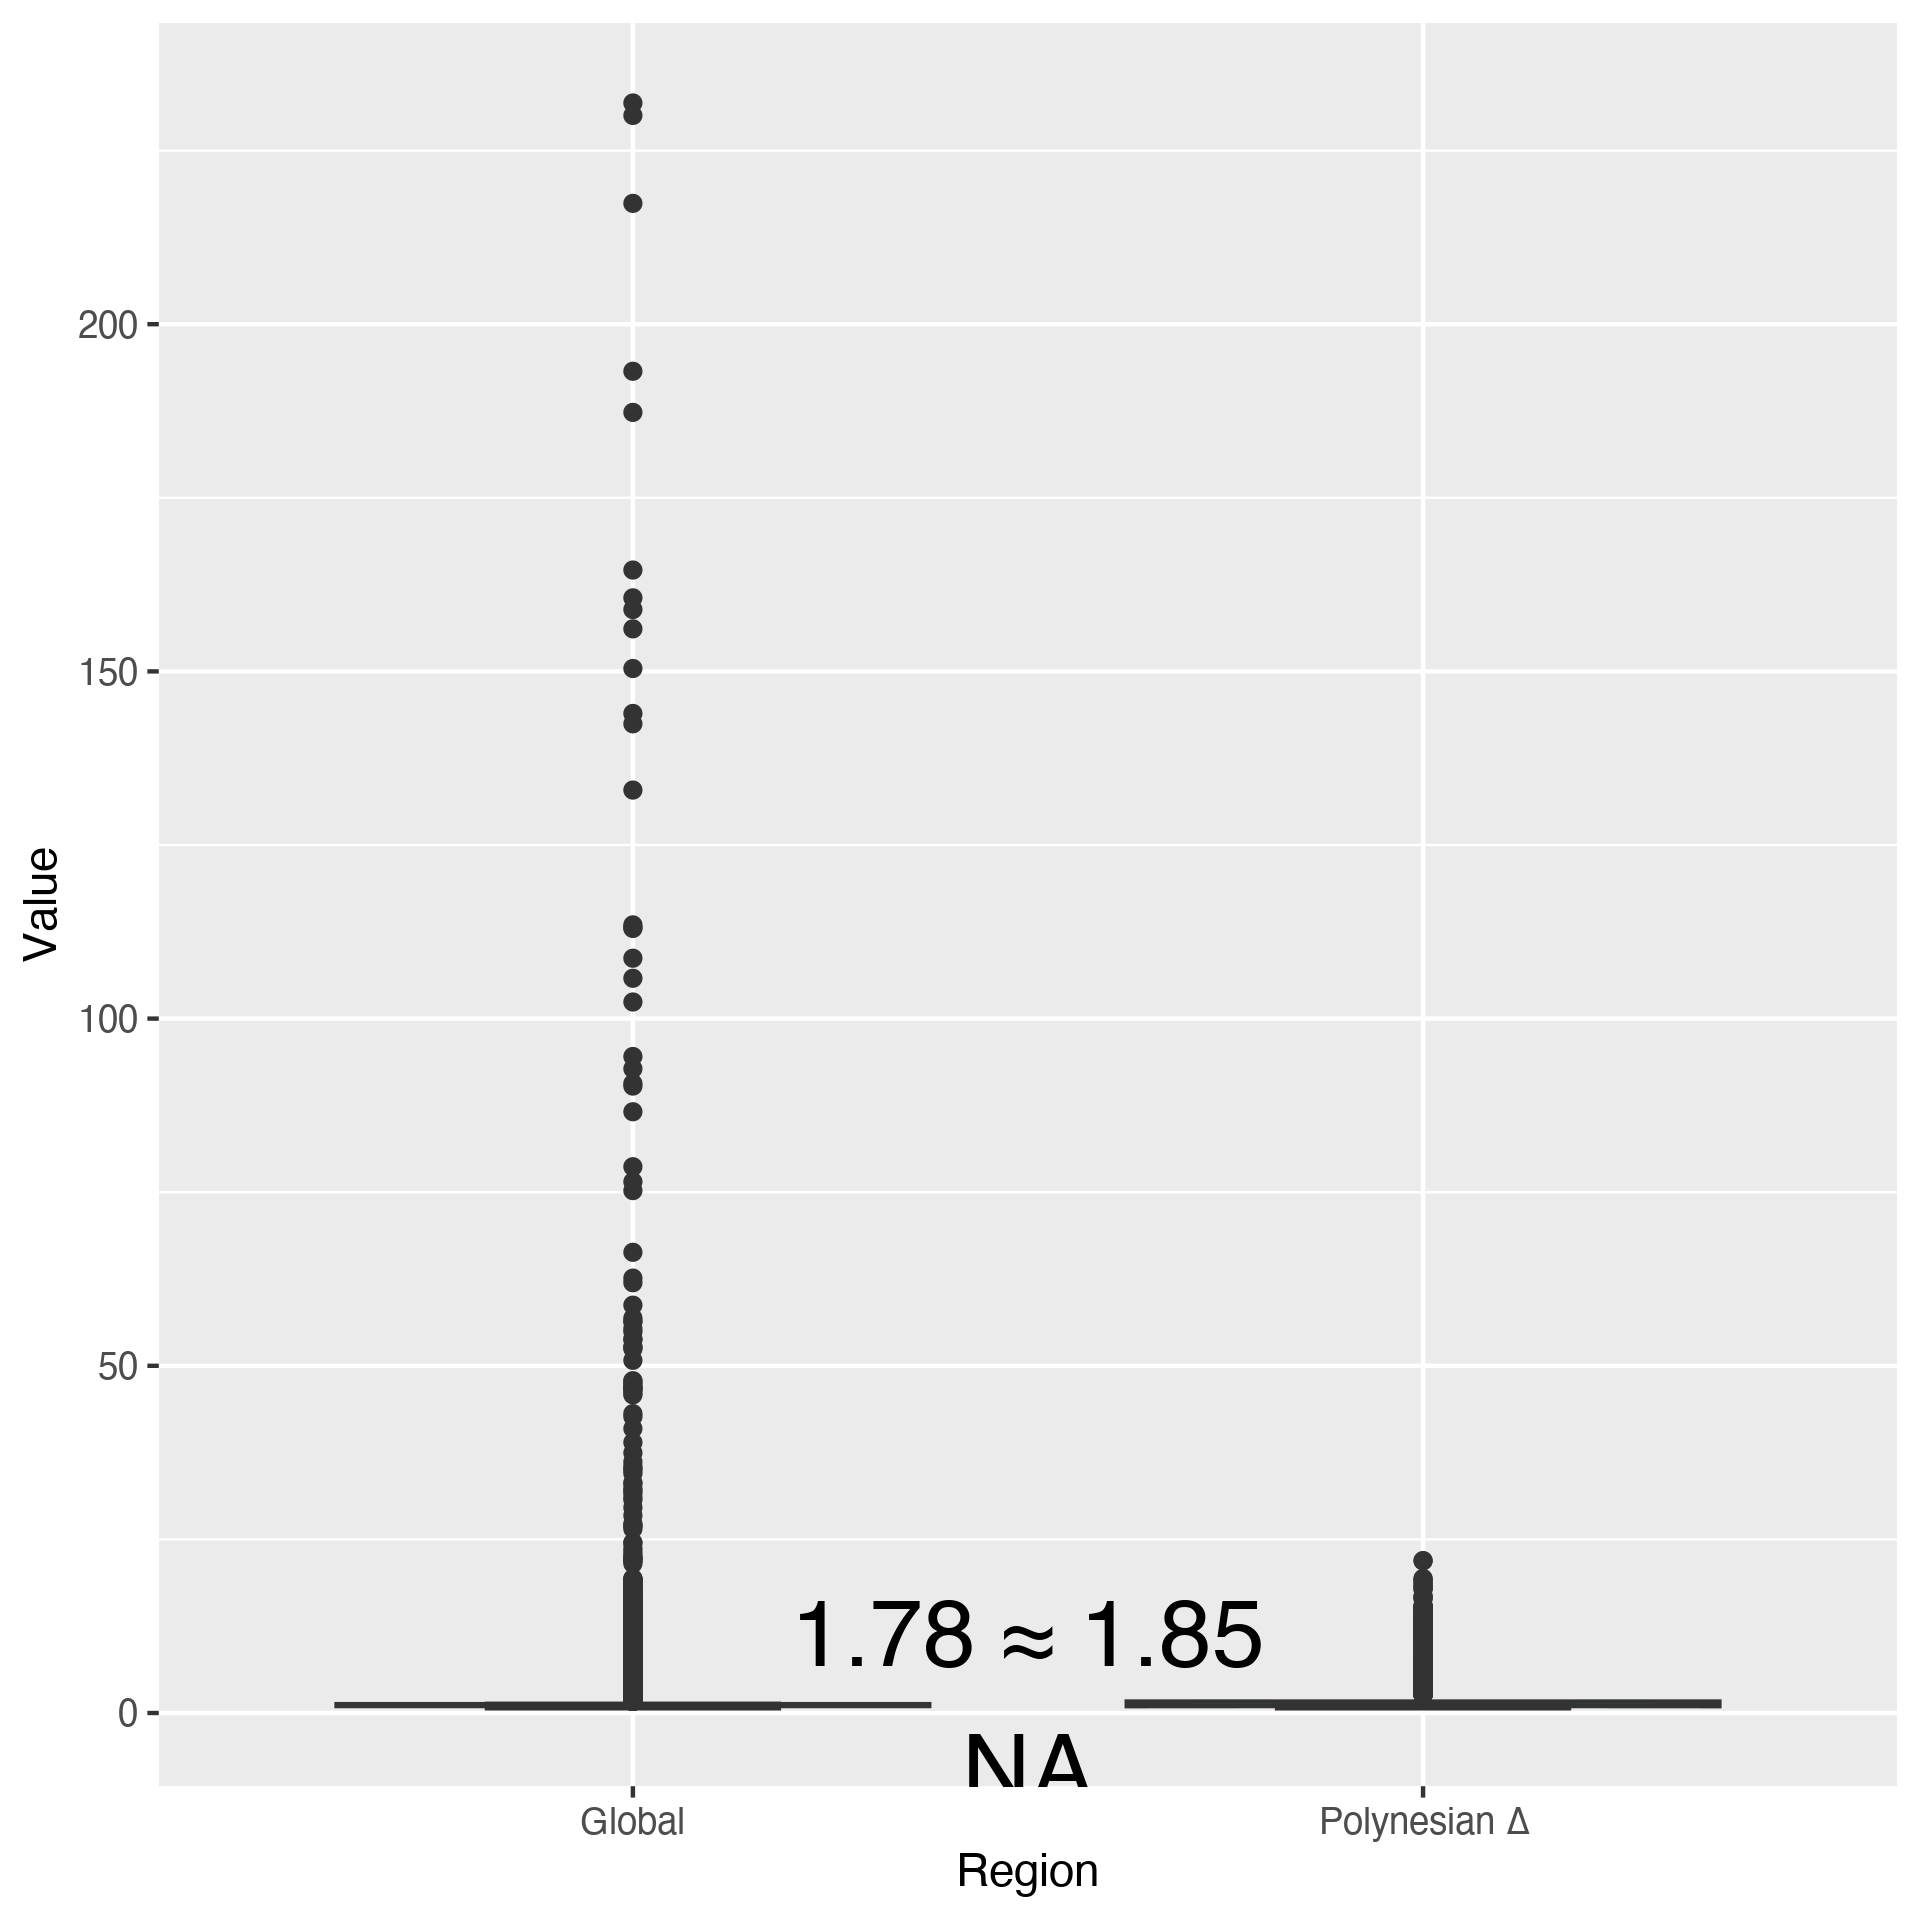 200
150
100
50
0
Value
1.78 ≈ 1.85
NA
Global
Polynesian Δ
Region